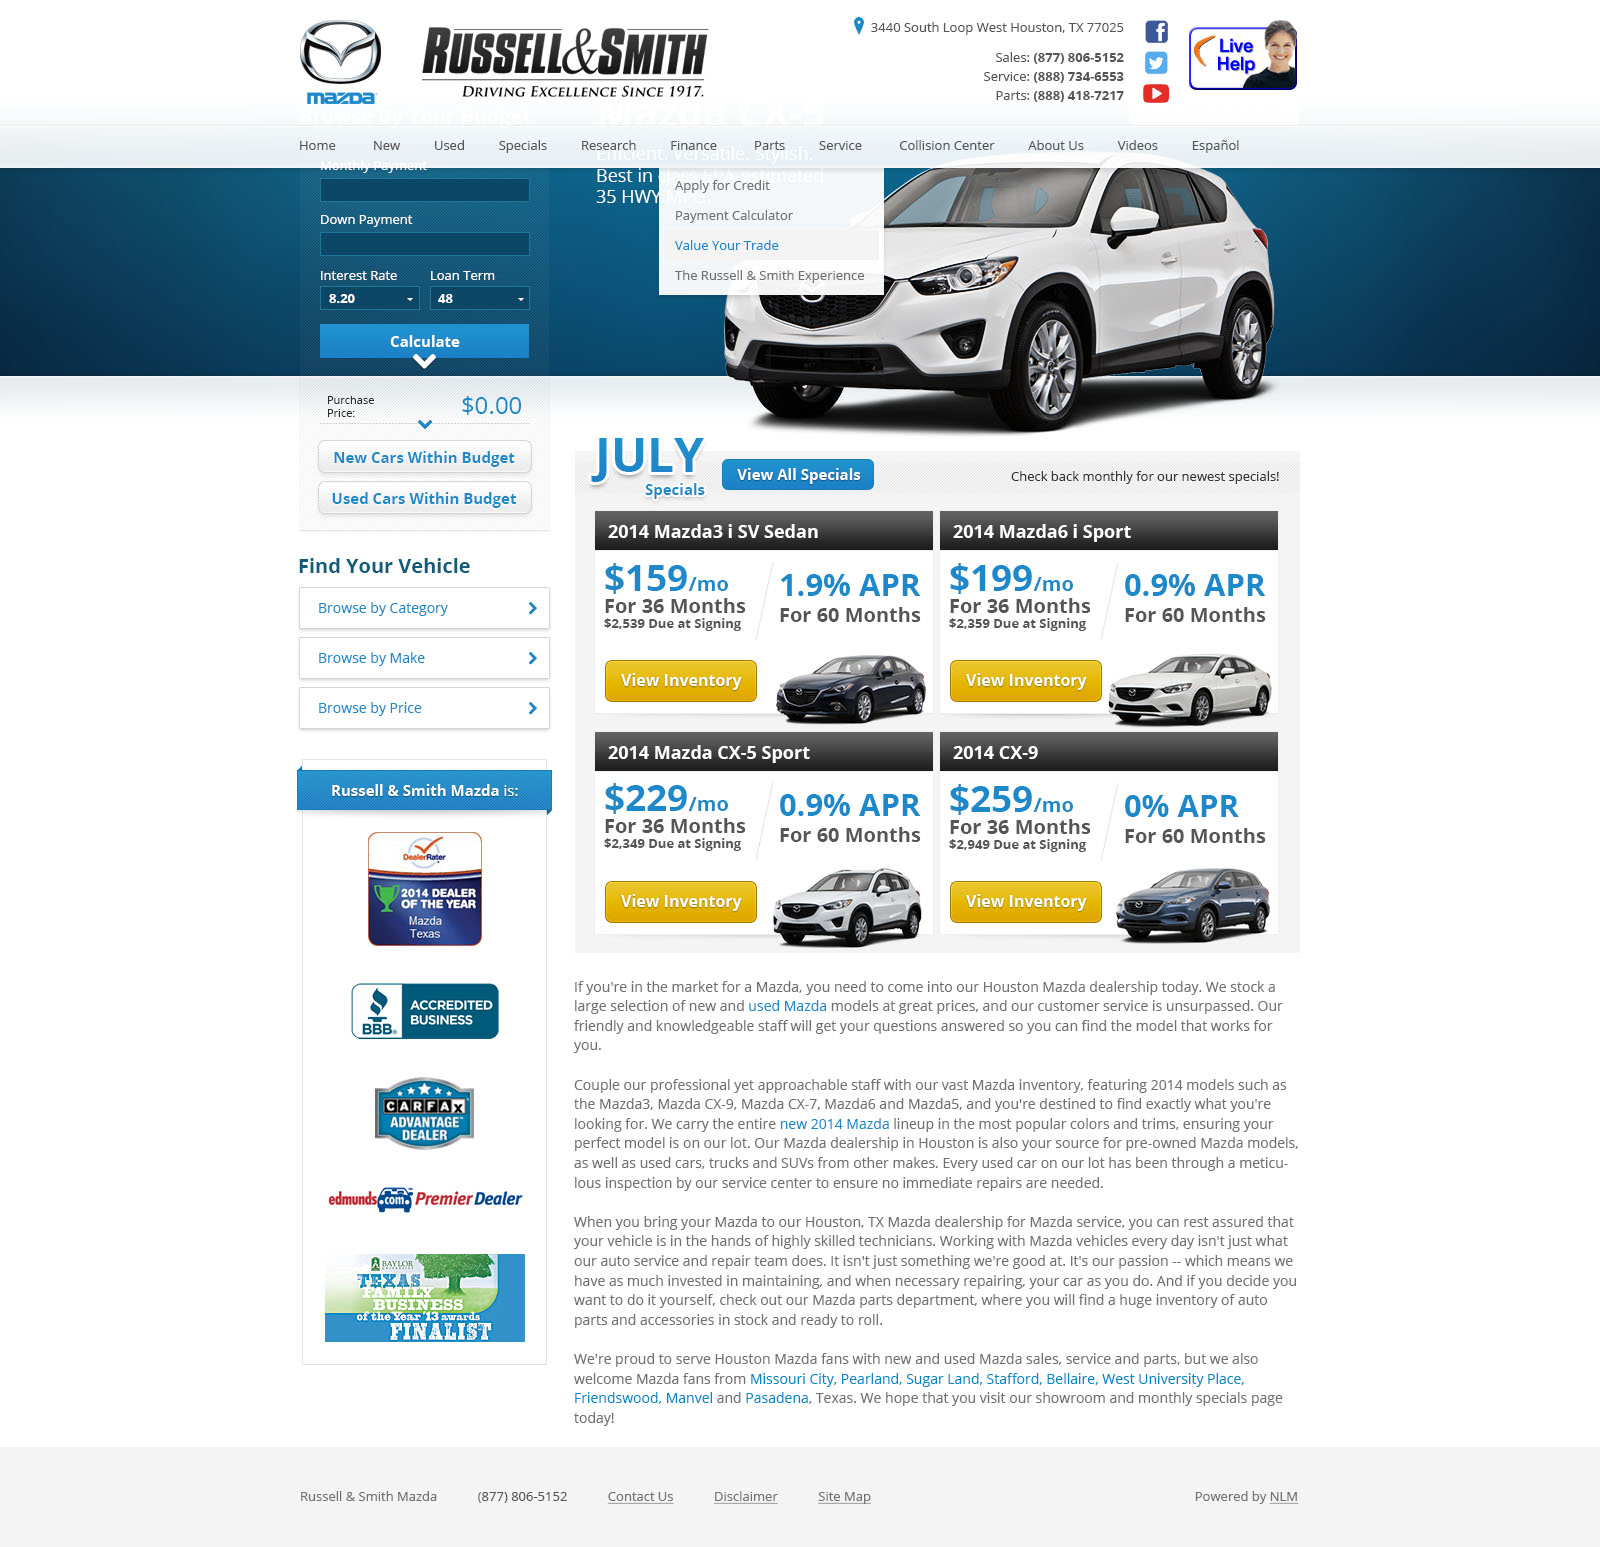 3440 South Loop West Houston, TX 77025
RUSSELL&SMITH
DRIVING EXCELLENCE SINCE 1917.
mazda
Sales: (877) 806-5152
Service: (888) 734-6553
Parts: (888) 418-7217
Live
Help
Browse By Your Budget
Mazda CX-5
Home New Used Specials Research Finance Parts Service Collision Center About Us Videos Español
Efficient. Versatile. Stylish.
Best in class EPA-estimated
35 HWY MPG.
Apply for Credit
Payment Calculator
Value Your Trade
The Russell & Smith Experience
Monthly Payment
Down Payment
Interest Rate Loan Term
8.20 48
Calculate
Purchase
Price:
$0.00
New Cars Within Budget
Used Cars Within Budget
JULY
Specials
View All Specials
Check back monthly for our newest specials!
2014 Mazda3 i SV Sedan
$159/mo
For 36 Months
$2,539 Due at Signing
1.9% APR
For 60 Months
View Inventory
2014 Mazda6 i Sport
$199/mo
For 36 Months
$2,359 Due at Signing
0.9% APR
For 60 Months
View Inventory
2014 Mazda CX-5 Sport
$229/mo
For 36 Months
$2,349 Due at Signing
0.9% APR
For 60 Months
View Inventory
2014 CX-9
$259/mo
For 36 Months
$2,949 Due at Signing
0% APR
For 60 Months
View Inventory
Find Your Vehicle
Browse by Category
Browse by Make
Browse by Price
Russell & Smith Mazda is:
DealerRater
2014 DEALER
OF THE YEAR
Mazda
Texas
BBB
ACCREDITED
BUSINESS
CARFAX
ADVANTAGE
DEALER
edmunds.com Premier Dealer
BAYLOR
TEXAS
FAMILY
BUSINESS
of the Year '13 awards
FINALIST
If you're in the market for a Mazda, you need to come into our Houston Mazda dealership today. We stock a
large selection of new and used Mazda models at great prices, and our customer service is unsurpassed. Our
friendly and knowledgeable staff will get your questions answered so you can find the model that works for
you.
Couple our professional yet approachable staff with our vast Mazda inventory, featuring 2014 models such as
the Mazda3, Mazda CX-9, Mazda CX-7, Mazda6 and Mazda5, and you're destined to find exactly what you're
looking for. We carry the entire new 2014 Mazda lineup in the most popular colors and trims, ensuring your
perfect model is on our lot. Our Mazda dealership in Houston is also your source for pre-owned Mazda models,
as well as used cars, trucks and SUVs from other makes. Every used car on our lot has been through a meticu-
lous inspection by our service center to ensure no immediate repairs are needed.
When you bring your Mazda to our Houston, TX Mazda dealership for Mazda service, you can rest assured that
your vehicle is in the hands of highly skilled technicians. Working with Mazda vehicles every day isn't just what
our auto service and repair team does. It isn't just something we're good at. It's our passion -- which means we
have as much invested in maintaining, and when necessary repairing, your car as you do. And if you decide you
want to do it yourself, check out our Mazda parts department, where you will find a huge inventory of auto
parts and accessories in stock and ready to roll.
We're proud to serve Houston Mazda fans with new and used Mazda sales, service and parts, but we also
welcome Mazda fans from Missouri City, Pearland, Sugar Land, Stafford, Bellaire, West University Place,
Friendswood, Manvel and Pasadena, Texas. We hope that you visit our showroom and monthly specials page
today!
Russell & Smith Mazda (877) 806-5152 Contact Us Disclaimer Site Map Powered by NLM